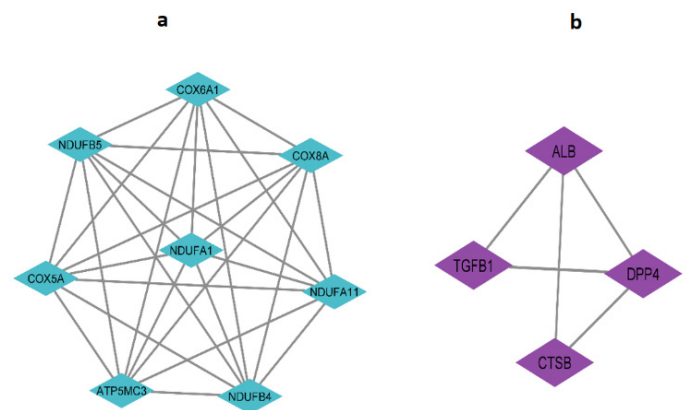 a
b
COX6A1
NDUFB5
COX8A
ALB
NDUFA1
TGFB1
DPP4
COX5A
NDUFA11
CTSB
ATP5MC3
NDUFB4